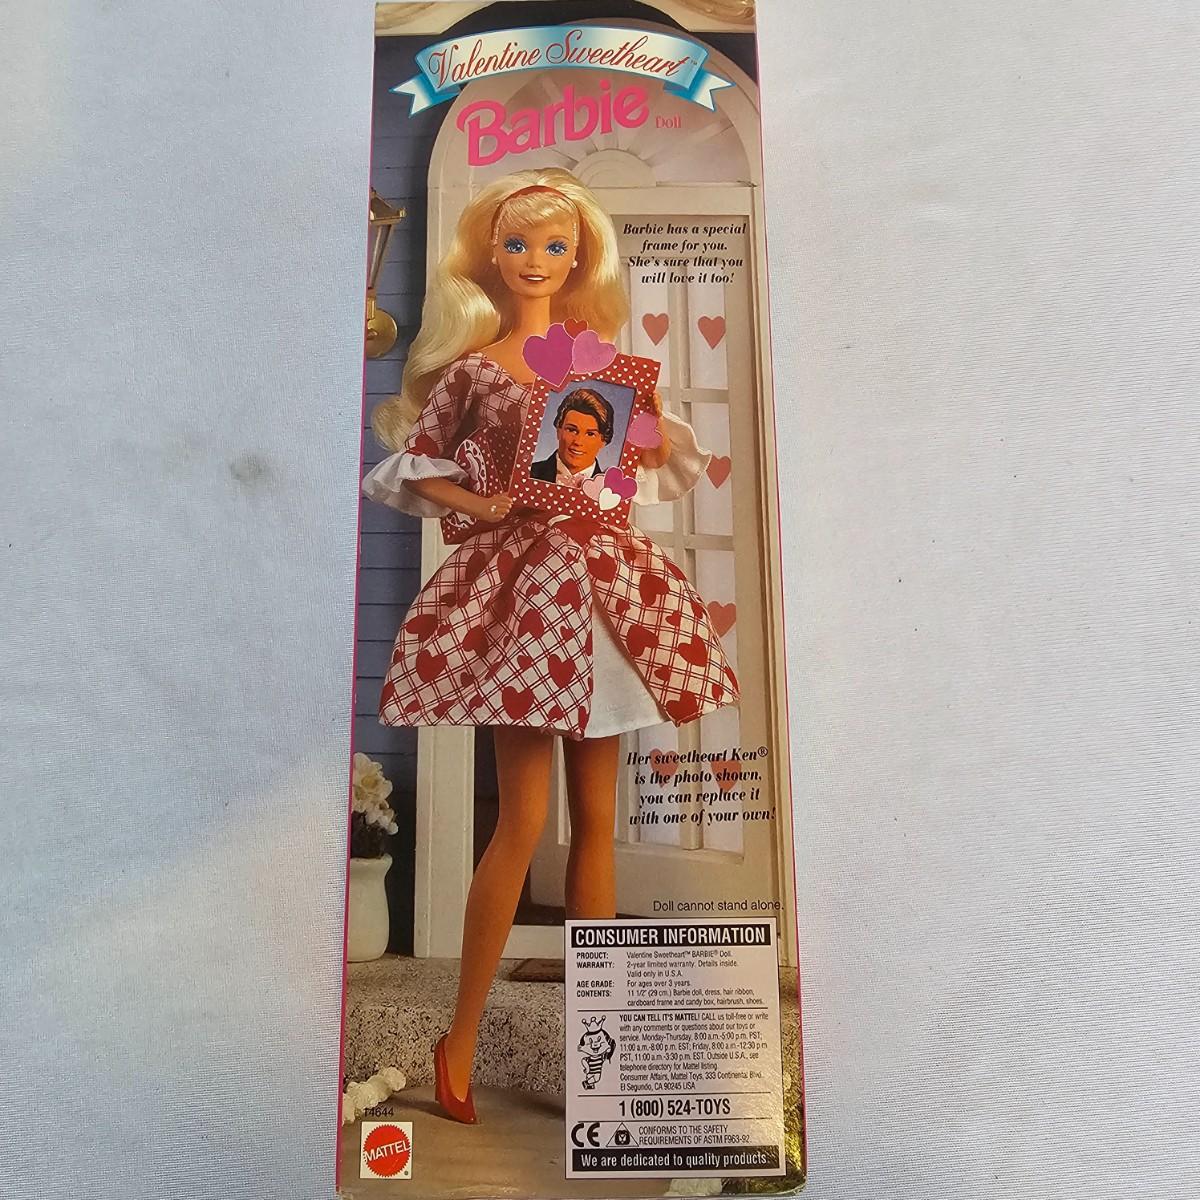 Valentine Sweetheart™
Barbie
Doll
Barbie has a special
frame for you.
She's sure that you
will love it too!
Her sweetheart Ken®
is the photo shown,
you can replace it
with one of your own!
Doll cannot stand alone.
CONSUMER INFORMATION
PRODUCT: Valentine Sweetheart™ BARBIE® Doll.
WARRANTY: 2-year limited warranty. Details inside.
Valid only in U.S.A.
AGE GRADE: For ages over 3 years.
CONTENTS: 11 1/2" (29 cm.) Barbie doll, dress, hair ribbon,
cardboard frame and candy box, hairbrush, shoes.
YOU CAN TELL IT'S MATTEL! CALL us toll-free or write
with any comments or questions about our toys or
service. Monday-Thursday, 8:00 a.m.-5:00 p.m. PST;
11:00 a.m.-8:00 p.m. EST; Friday, 8:00 a.m.-12:30 p.m.
PST, 11:00 a.m.-3:30 p.m. EST. Outside U.S.A., see
telephone directory for Mattel listing.
Consumer Affairs, Mattel Toys, 333 Continental Blvd.
El Segundo, CA 90245 USA
1 (800) 524-TOYS
CE
CONFORMS TO THE SAFETY
REQUIREMENTS OF ASTM F963-92.
We are dedicated to quality products.
14644
MATTEL®